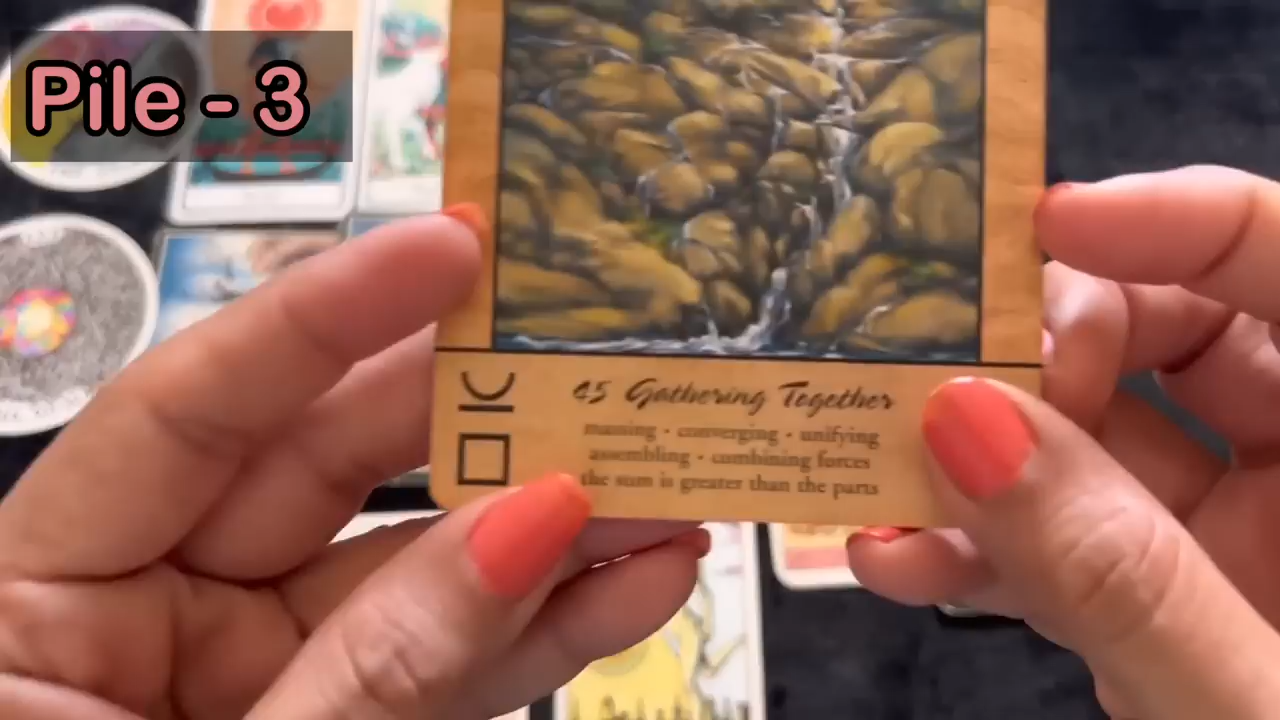 Pile - 3
45 Gathering Together
massing • converging • unifying
assembling • combining forces
the sum is greater than the parts